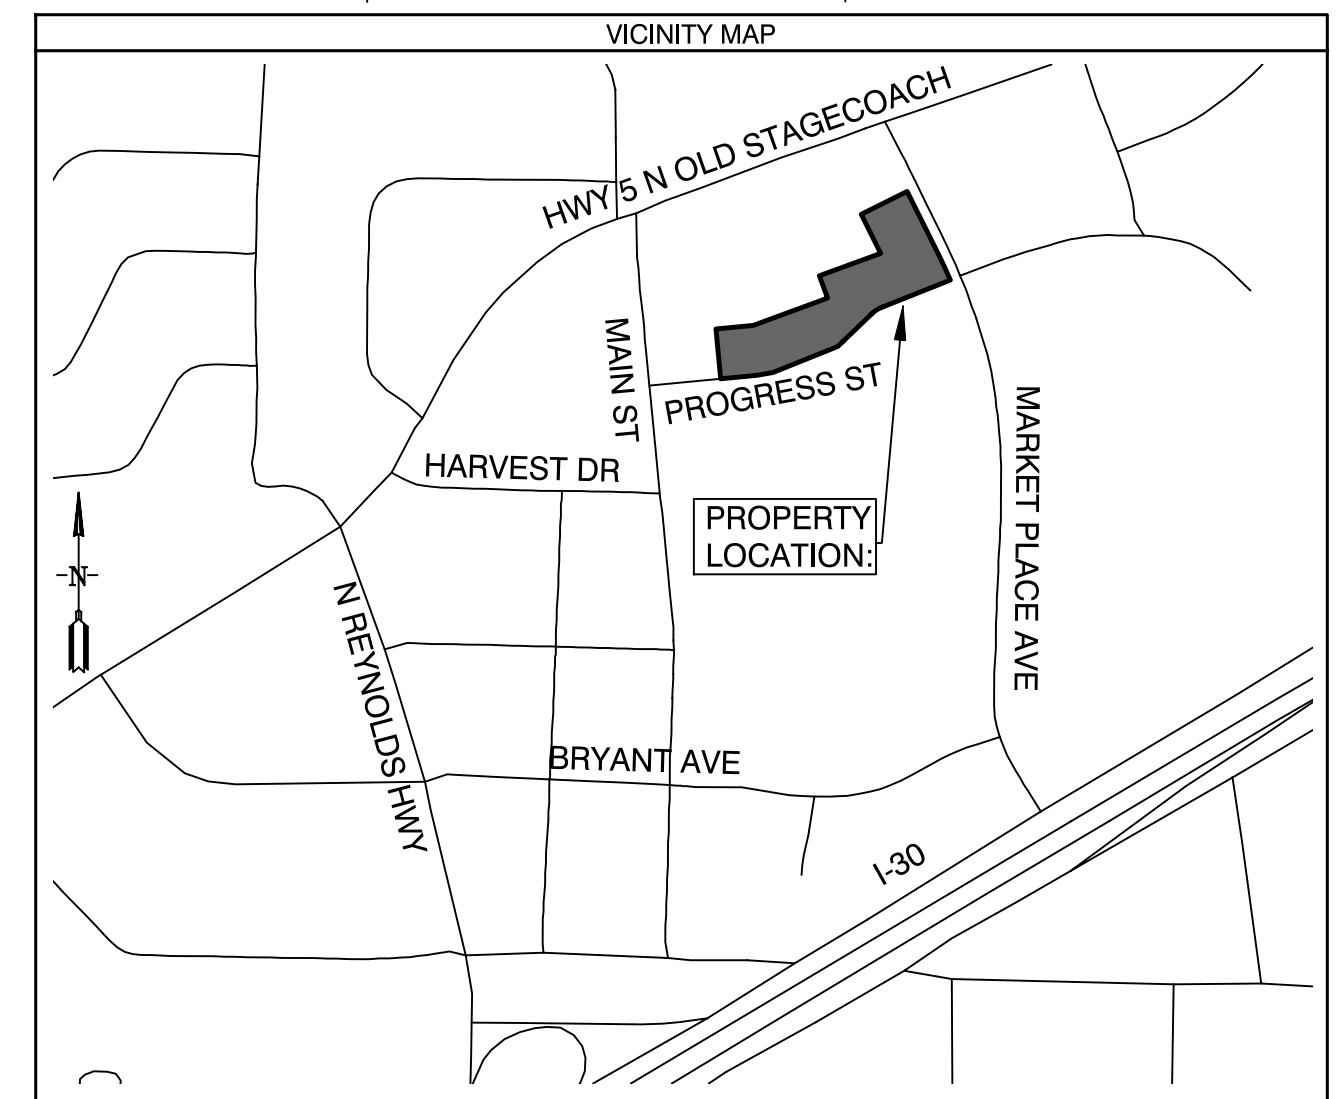 VICINITY MAP
HWY 5 N OLD STAGECOACH
MAIN ST
PROGRESS ST
HARVEST DR
MARKET PLACE AVE
PROPERTY
LOCATION:
-N-
N REYNOLDS HWY
BRYANT AVE
I-30